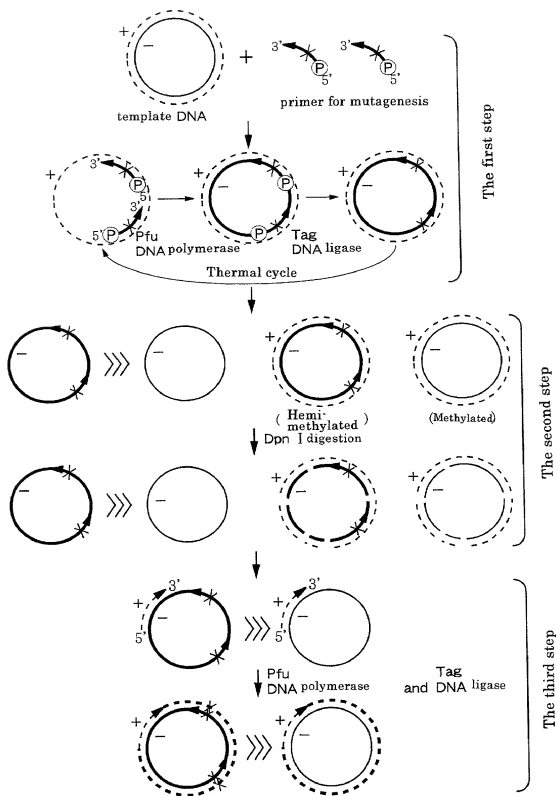 +
−
template DNA
+
3'
P
5'
3'
P
5'
primer for mutagenesis
The first step
+
3'
P
5'
3'
5'
P
Pfu
DNA polymerase
+
−
P
P
Tag
DNA ligase
+
−
Thermal cycle
−
−
+
−
( Hemi-
methylated )
+
−
(Methylated)
Dpn I digestion
The second step
−
−
+
−
+
−
3'
+
5'
−
3'
+
5'
−
Pfu
DNA polymerase
Tag
and DNA ligase
The third step
+
−
+
−